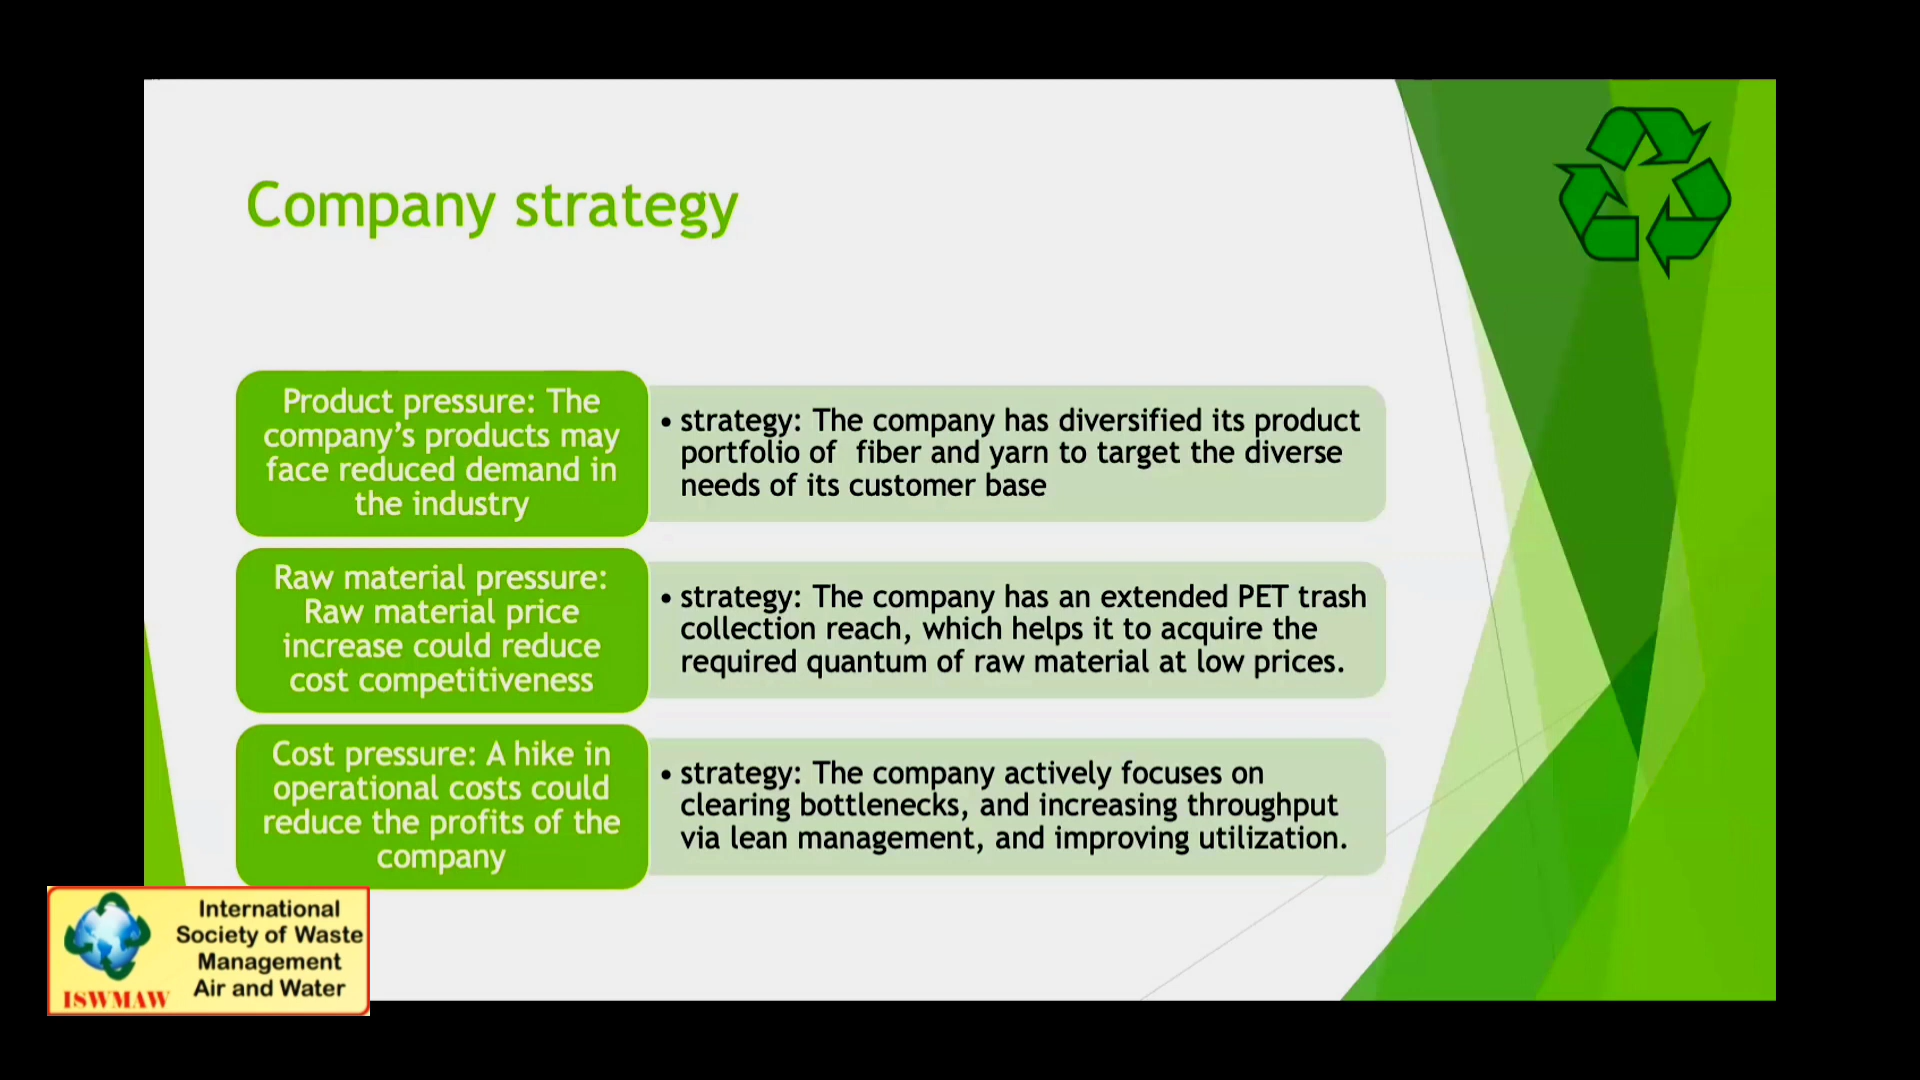 Company strategy
Product pressure: The
company’s products may
face reduced demand in
the industry
• strategy: The company has diversified its product
portfolio of fiber and yarn to target the diverse
needs of its customer base
Raw material pressure:
Raw material price
increase could reduce
cost competitiveness
• strategy: The company has an extended PET trash
collection reach, which helps it to acquire the
required quantum of raw material at low prices.
Cost pressure: A hike in
operational costs could
reduce the profits of the
company
• strategy: The company actively focuses on
clearing bottlenecks, and increasing throughput
via lean management, and improving utilization.
International
Society of Waste
Management
Air and Water
ISWMAW